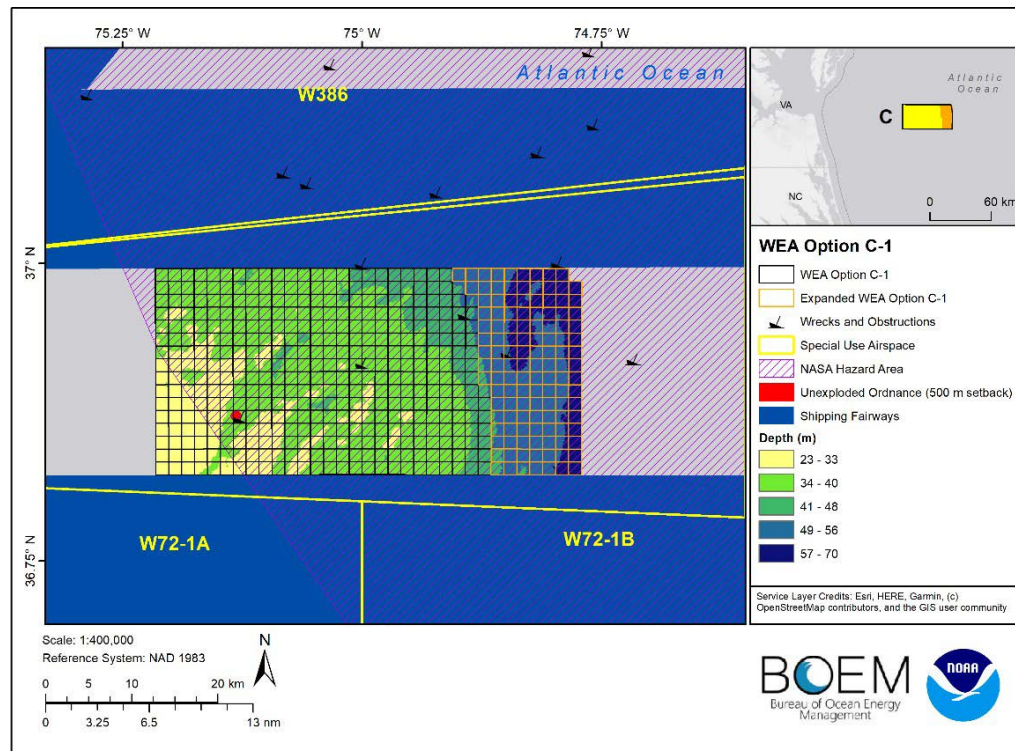 75.25° W
75° W
74.75° W
37° N
36.75° N
Atlantic Ocean
W386
W72-1A
W72-1B
Atlantic
Ocean
VA
C
NC
0 60 km
WEA Option C-1
WEA Option C-1
Expanded WEA Option C-1
Wrecks and Obstructions
Special Use Airspace
NASA Hazard Area
Unexploded Ordnance (500 m setback)
Shipping Fairways
Depth (m)
23 - 33
34 - 40
41 - 48
49 - 56
57 - 70
Service Layer Credits: Esri, HERE, Garmin, (c)
OpenStreetMap contributors, and the GIS user community
Scale: 1:400,000
Reference System: NAD 1983
N
0 5 10 20 km
0 3.25 6.5 13 nm
BOEM
Bureau of Ocean Energy
Management
NOAA